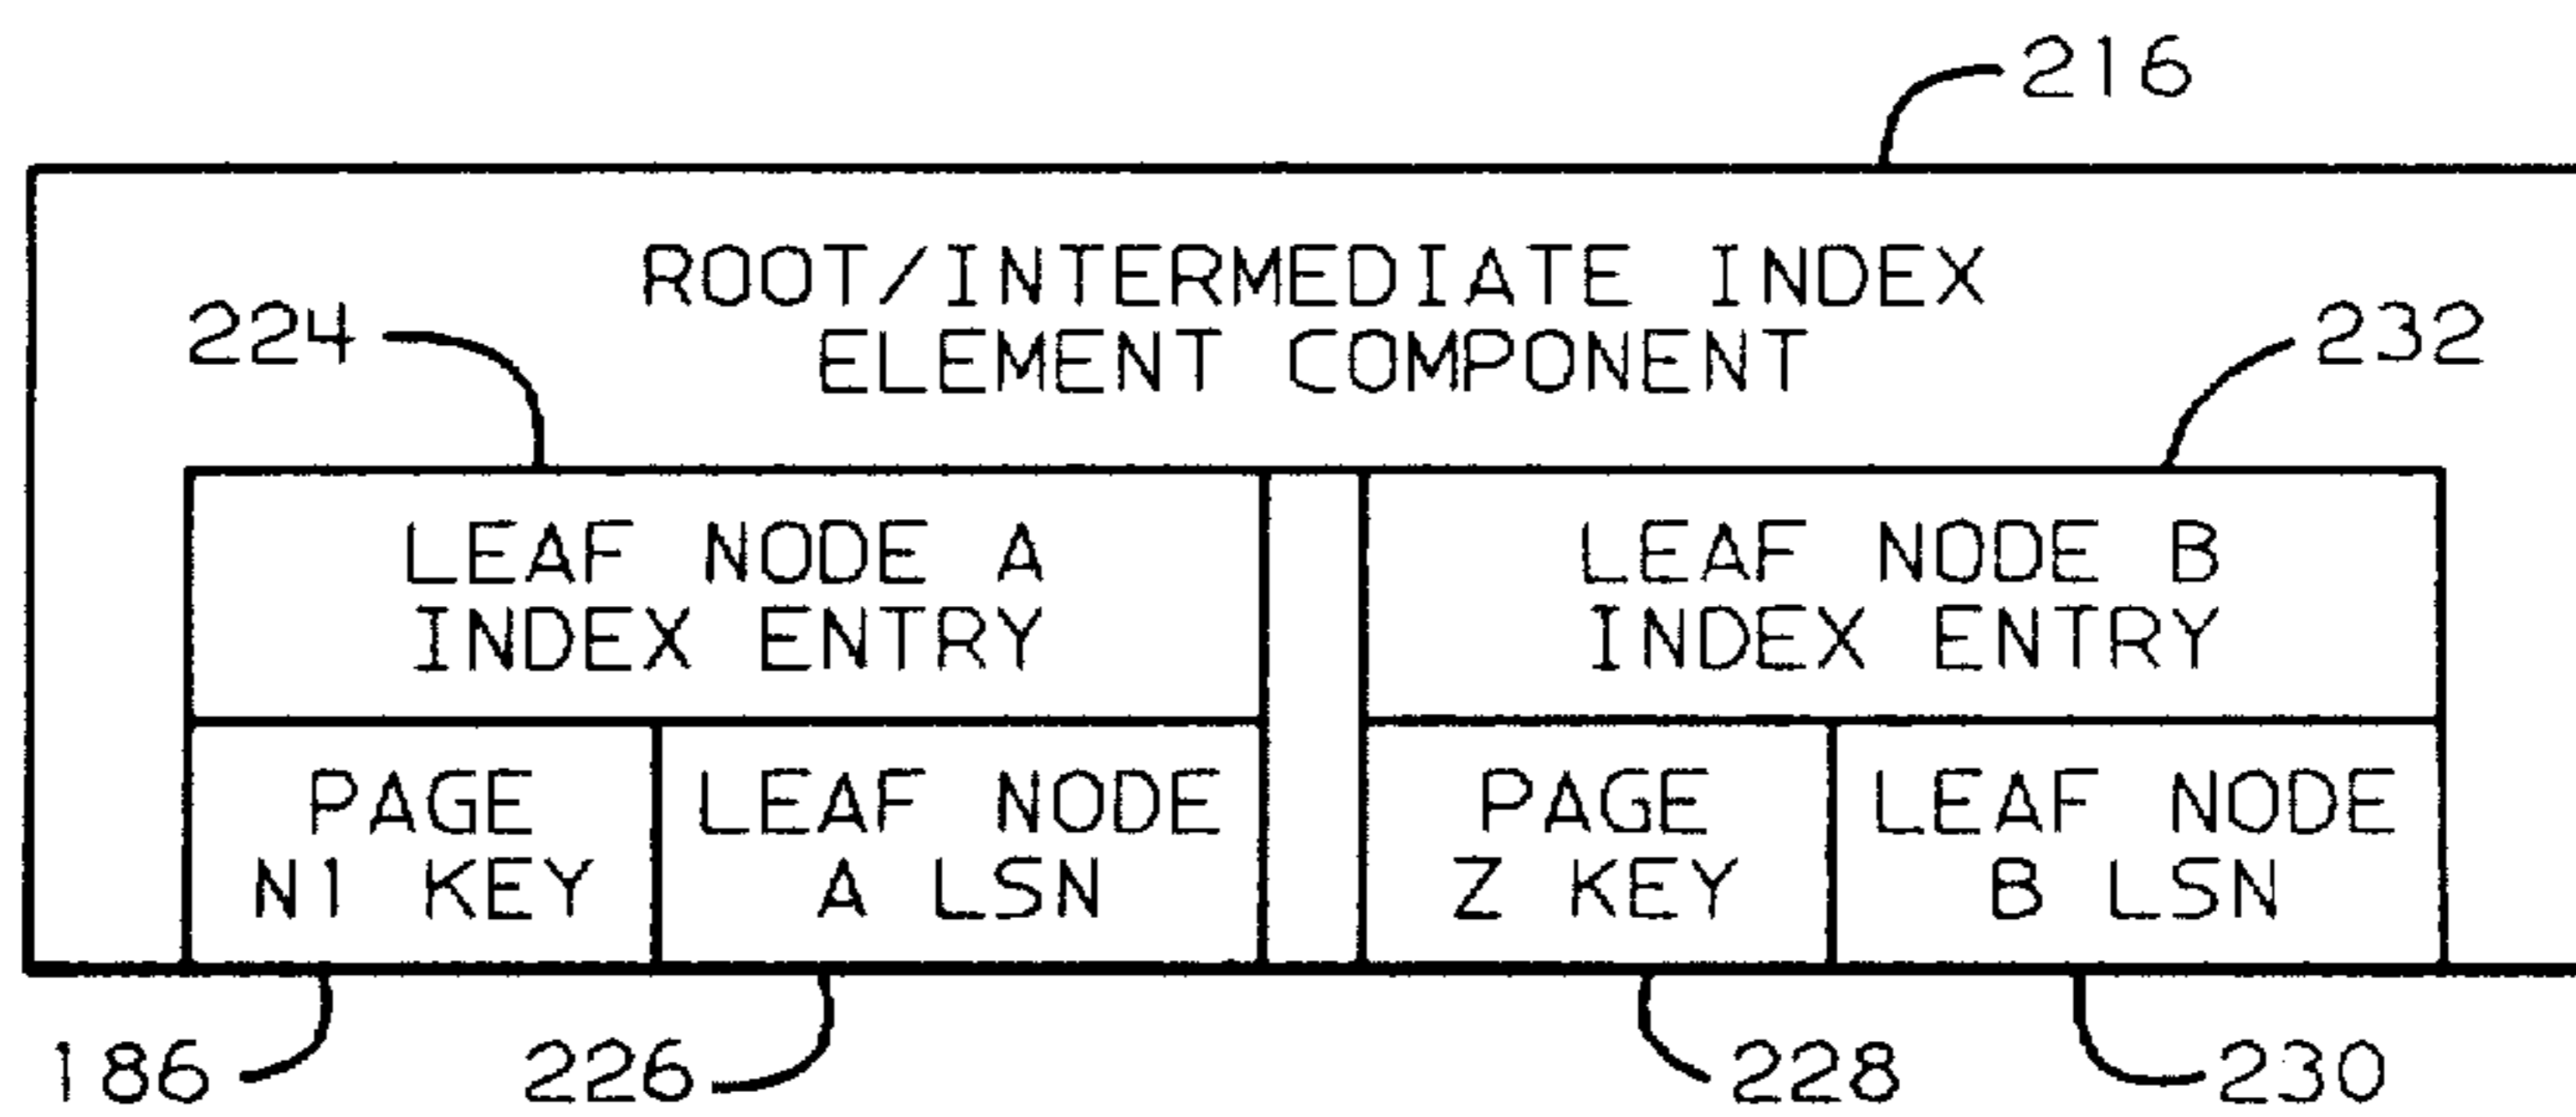 216
ROOT/INTERMEDIATE INDEX
ELEMENT COMPONENT
224
232
LEAF NODE A
INDEX ENTRY
LEAF NODE B
INDEX ENTRY
PAGE
N1 KEY
LEAF NODE
A LSN
PAGE
Z KEY
LEAF NODE
B LSN
186
226
228
230